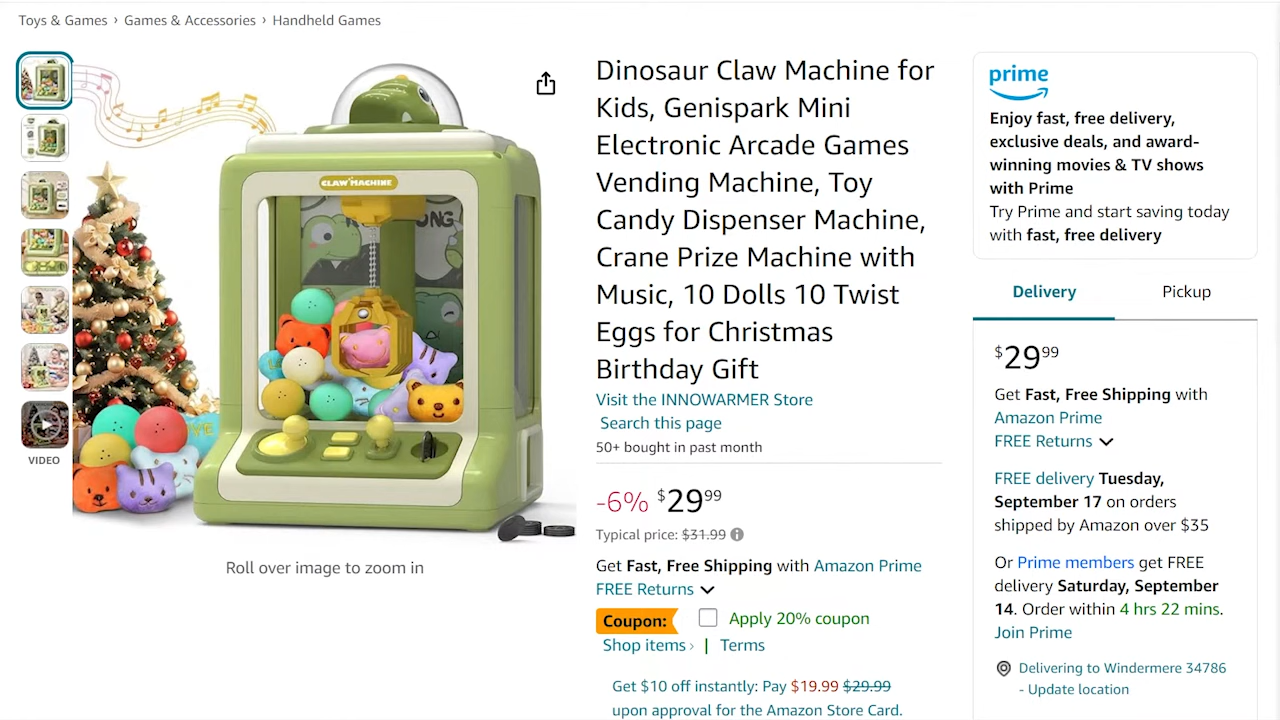 Toys & Games › Games & Accessories › Handheld Games
CLAW MACHINE
VIDEO
Roll over image to zoom in
Dinosaur Claw Machine for
Kids, Genispark Mini
Electronic Arcade Games
Vending Machine, Toy
Candy Dispenser Machine,
Crane Prize Machine with
Music, 10 Dolls 10 Twist
Eggs for Christmas
Birthday Gift
Visit the INNOWARMER Store
Search this page
50+ bought in past month
-6% $29 99
Typical price: $31.99
Get Fast, Free Shipping with Amazon Prime
FREE Returns
Coupon: Apply 20% coupon
Shop items › | Terms
Get $10 off instantly: Pay $19.99 $29.99
upon approval for the Amazon Store Card.
prime
Enjoy fast, free delivery,
exclusive deals, and award-
winning movies & TV shows
with Prime
Try Prime and start saving today
with fast, free delivery
Delivery Pickup
$29 99
Get Fast, Free Shipping with
Amazon Prime
FREE Returns
FREE delivery Tuesday,
September 17 on orders
shipped by Amazon over $35
Or Prime members get FREE
delivery Saturday, September
14. Order within 4 hrs 22 mins.
Join Prime
Delivering to Windermere 34786
- Update location